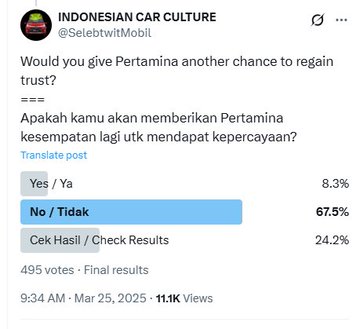 INDONESIAN CAR CULTURE
@SelebtwitMobil
Would you give Pertamina another chance to regain
trust?
===
Apakah kamu akan memberikan Pertamina
kesempatan lagi utk mendapat kepercayaan?
Translate post
Yes / Ya 8.3%
No / Tidak 67.5%
Cek Hasil / Check Results 24.2%
495 votes · Final results
9:34 AM · Mar 25, 2025 · 11.1K Views